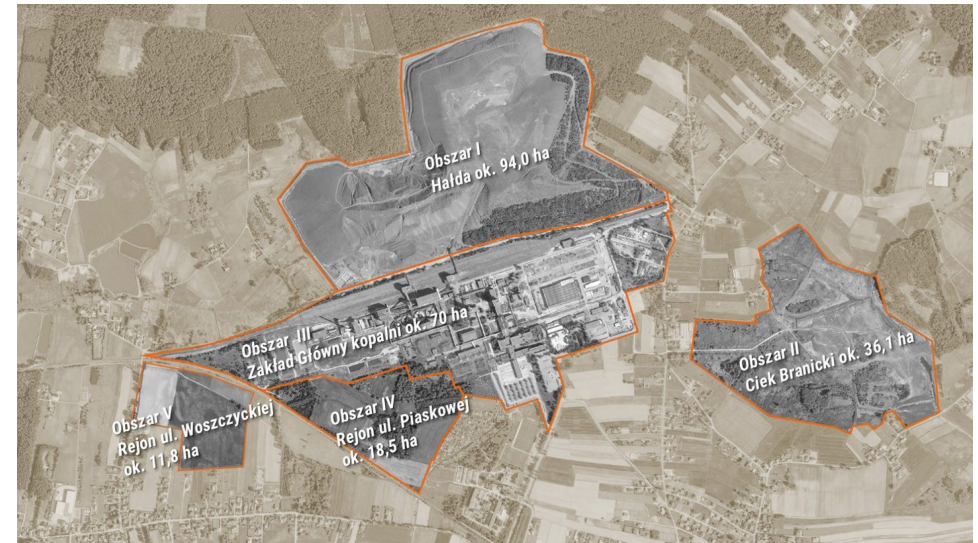 Obszar I
Hałda ok. 94,0 ha
Obszar III
Zakład Główny kopalni ok. 70 ha
Obszar II
Ciek Branicki ok. 36,1 ha
Obszar V
Rejon ul. Woszczyckiej
ok. 11,8 ha
Obszar IV
Rejon ul. Piaskowej
ok. 18,5 ha